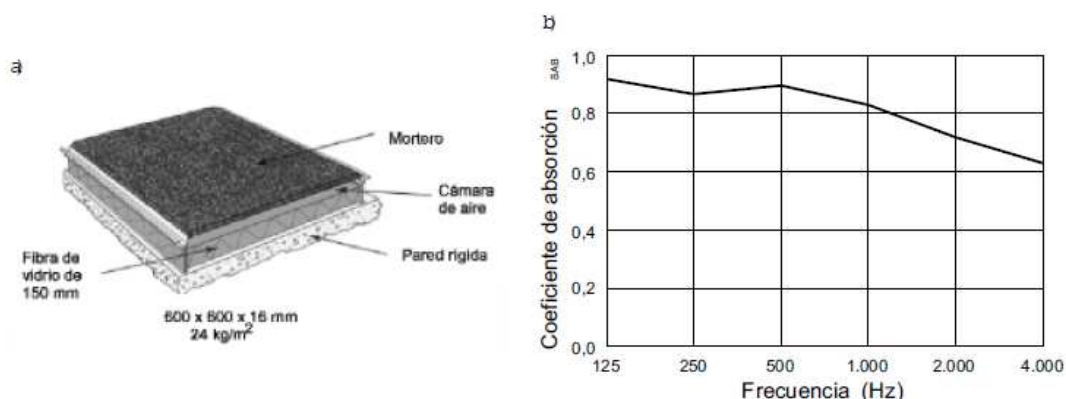 a)
Mortero
Cámara
de aire
Pared rígida
Fibra de
vidrio de
150 mm
600 x 600 x 16 mm
24 kg/m²
b)
Coeficiente de absorción SAB
1,0
0,8
0,6
0,4
0,2
0,0
125 250 500 1.000 2.000 4.000
Frecuencia (Hz)